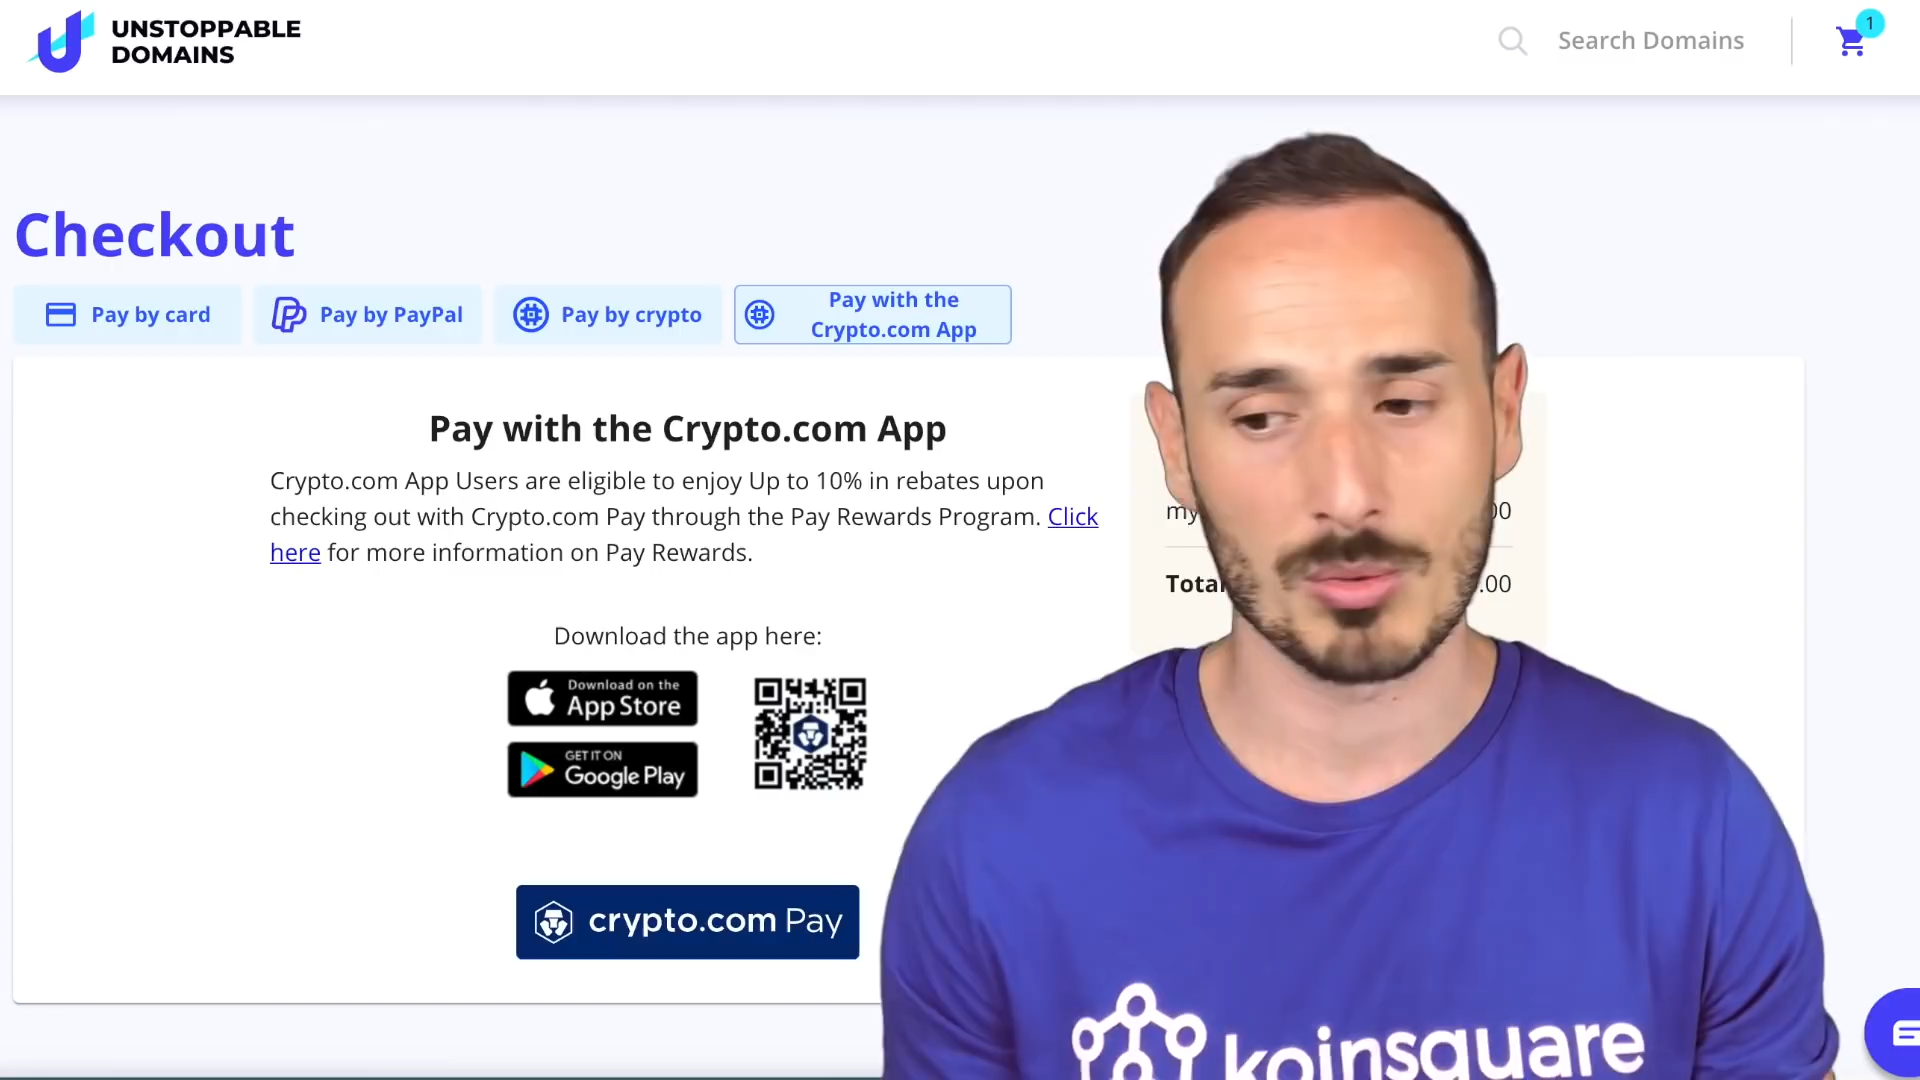 UNSTOPPABLE
DOMAINS
Search Domains
1
Checkout
Pay by card
Pay by PayPal
Pay by crypto
Pay with the
Crypto.com App
Pay with the Crypto.com App
Crypto.com App Users are eligible to enjoy Up to 10% in rebates upon
checking out with Crypto.com Pay through the Pay Rewards Program. Click
here for more information on Pay Rewards.
my
00
Total
.00
Download the app here:
Download on the
App Store
GET IT ON
Google Play
crypto.com Pay
koinsquare